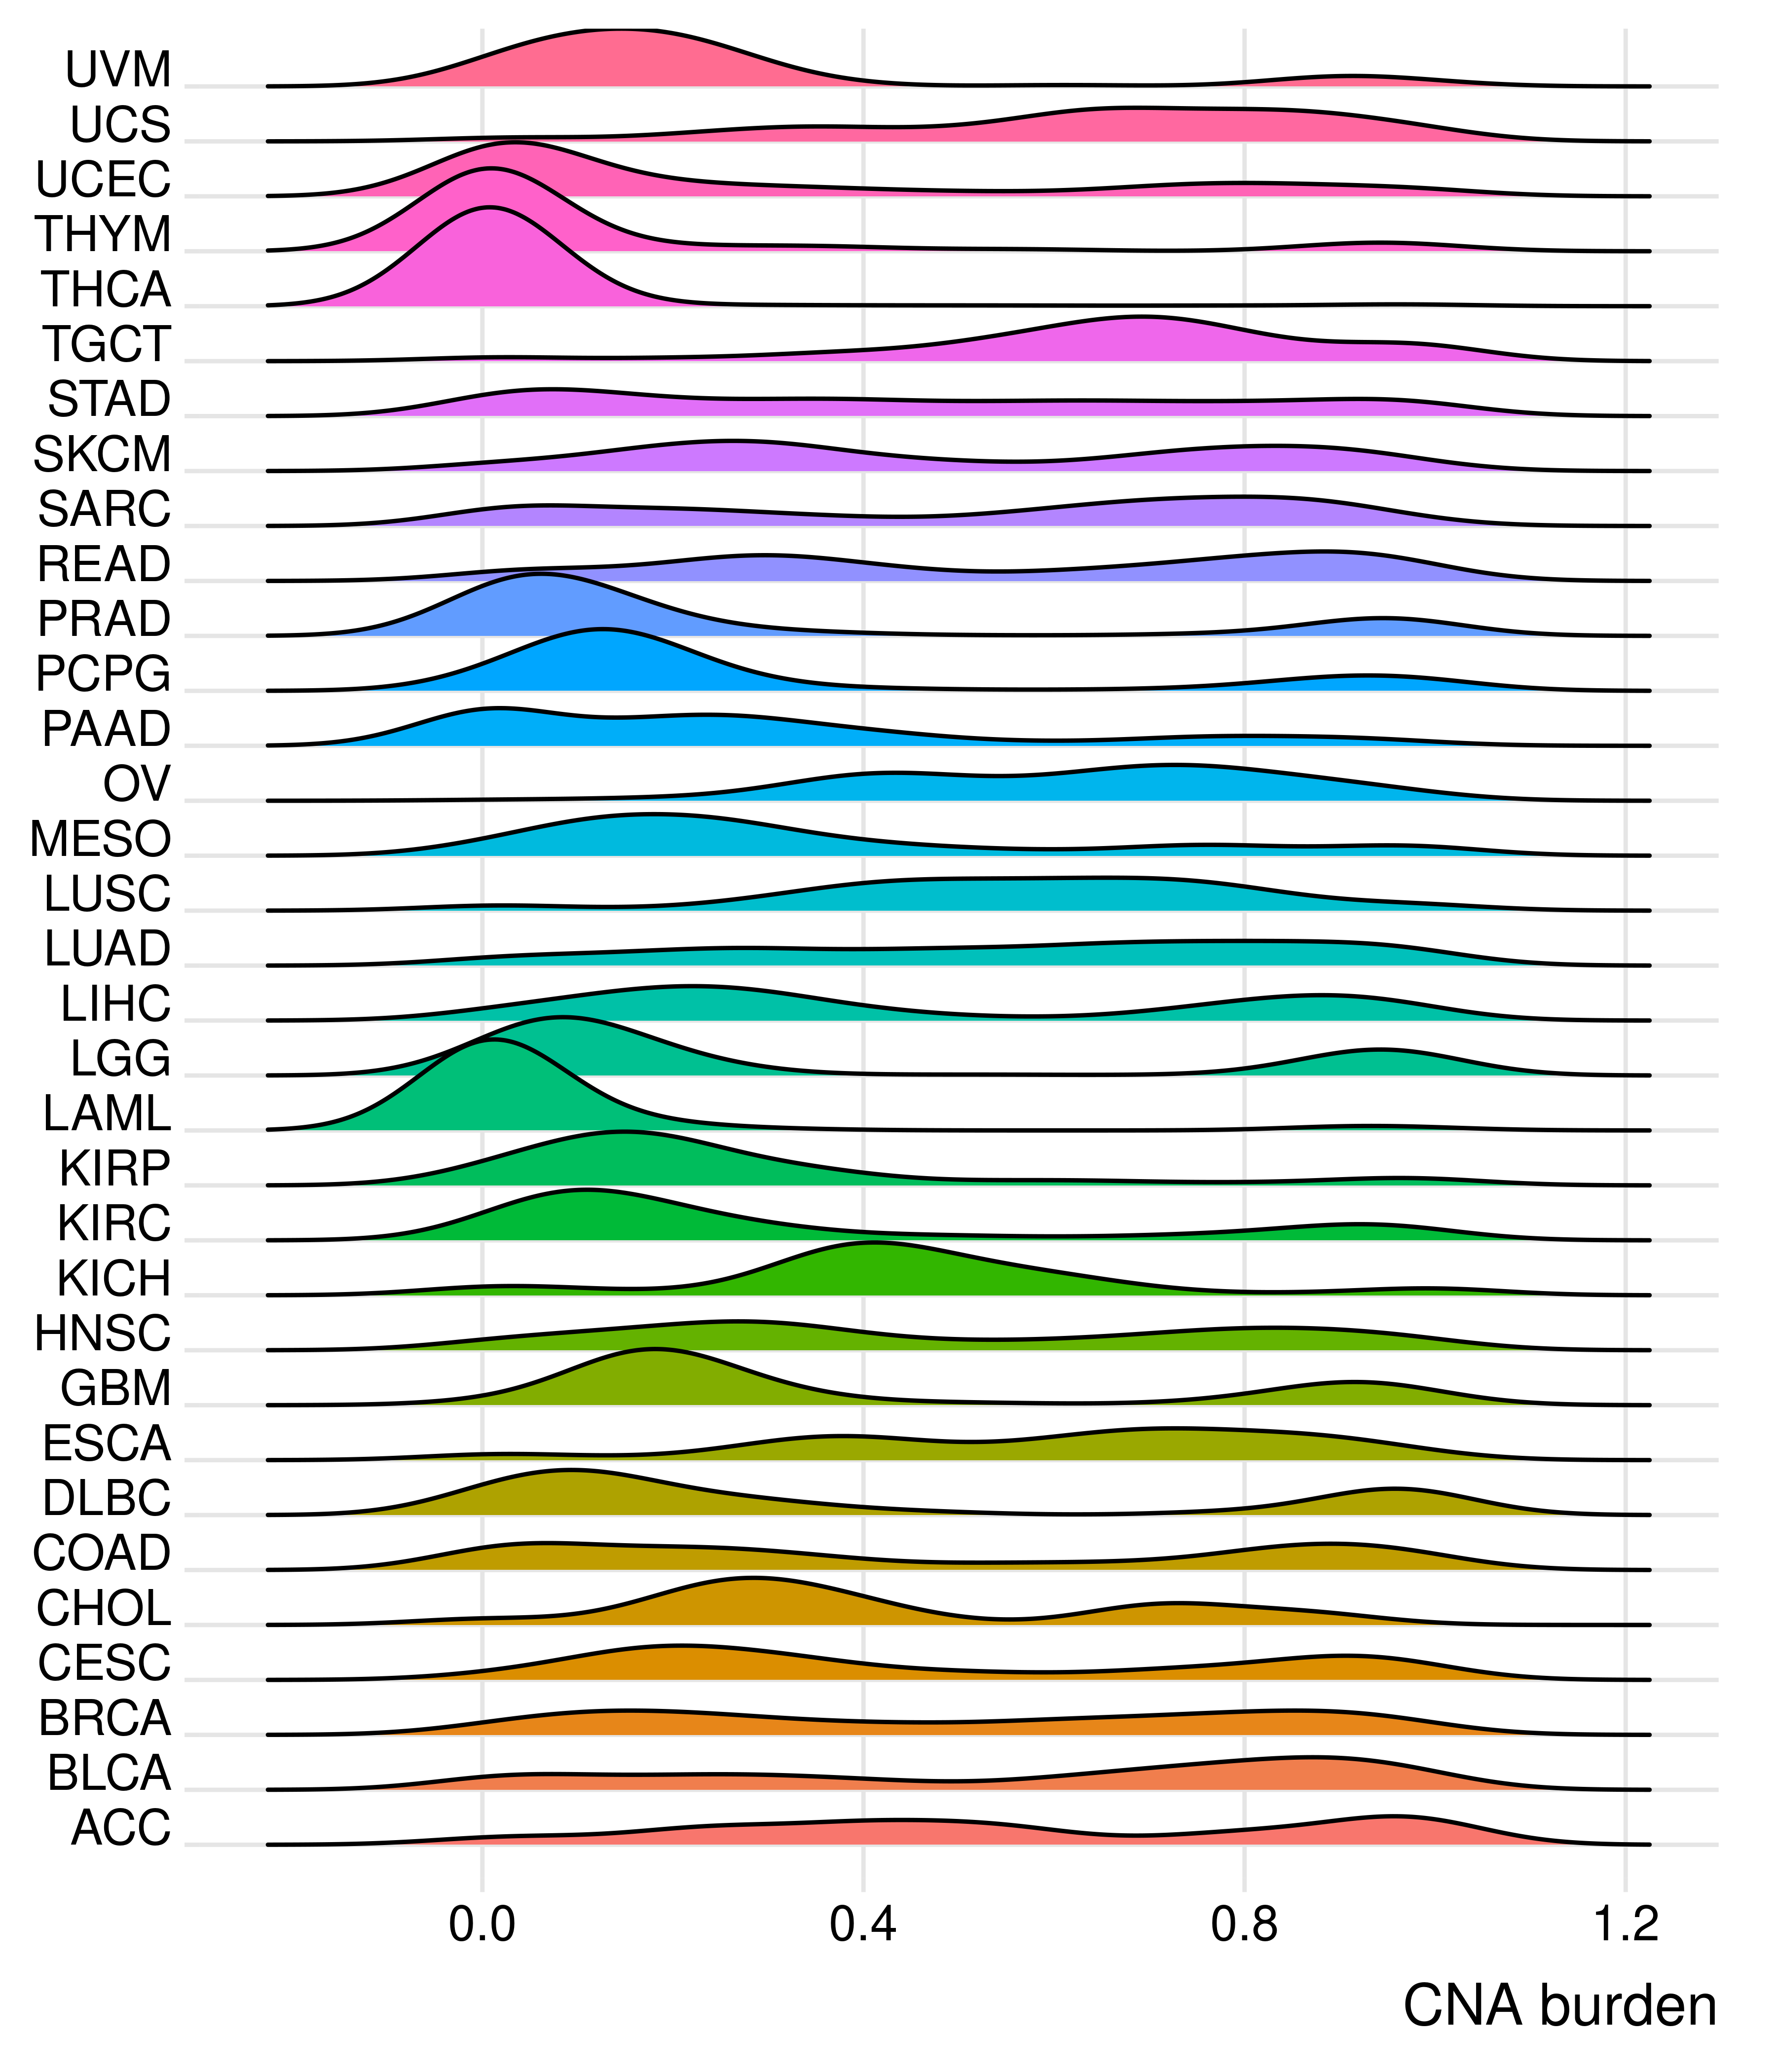 UVM
UCS
UCEC
THYM
THCA
TGCT
STAD
SKCM
SARC
READ
PRAD
PCPG
PAAD
OV
MESO
LUSC
LUAD
LIHC
LGG
LAML
KIRP
KIRC
KICH
HNSC
GBM
ESCA
DLBC
COAD
CHOL
CESC
BRCA
BLCA
ACC
0.0 0.4 0.8 1.2
CNA burden